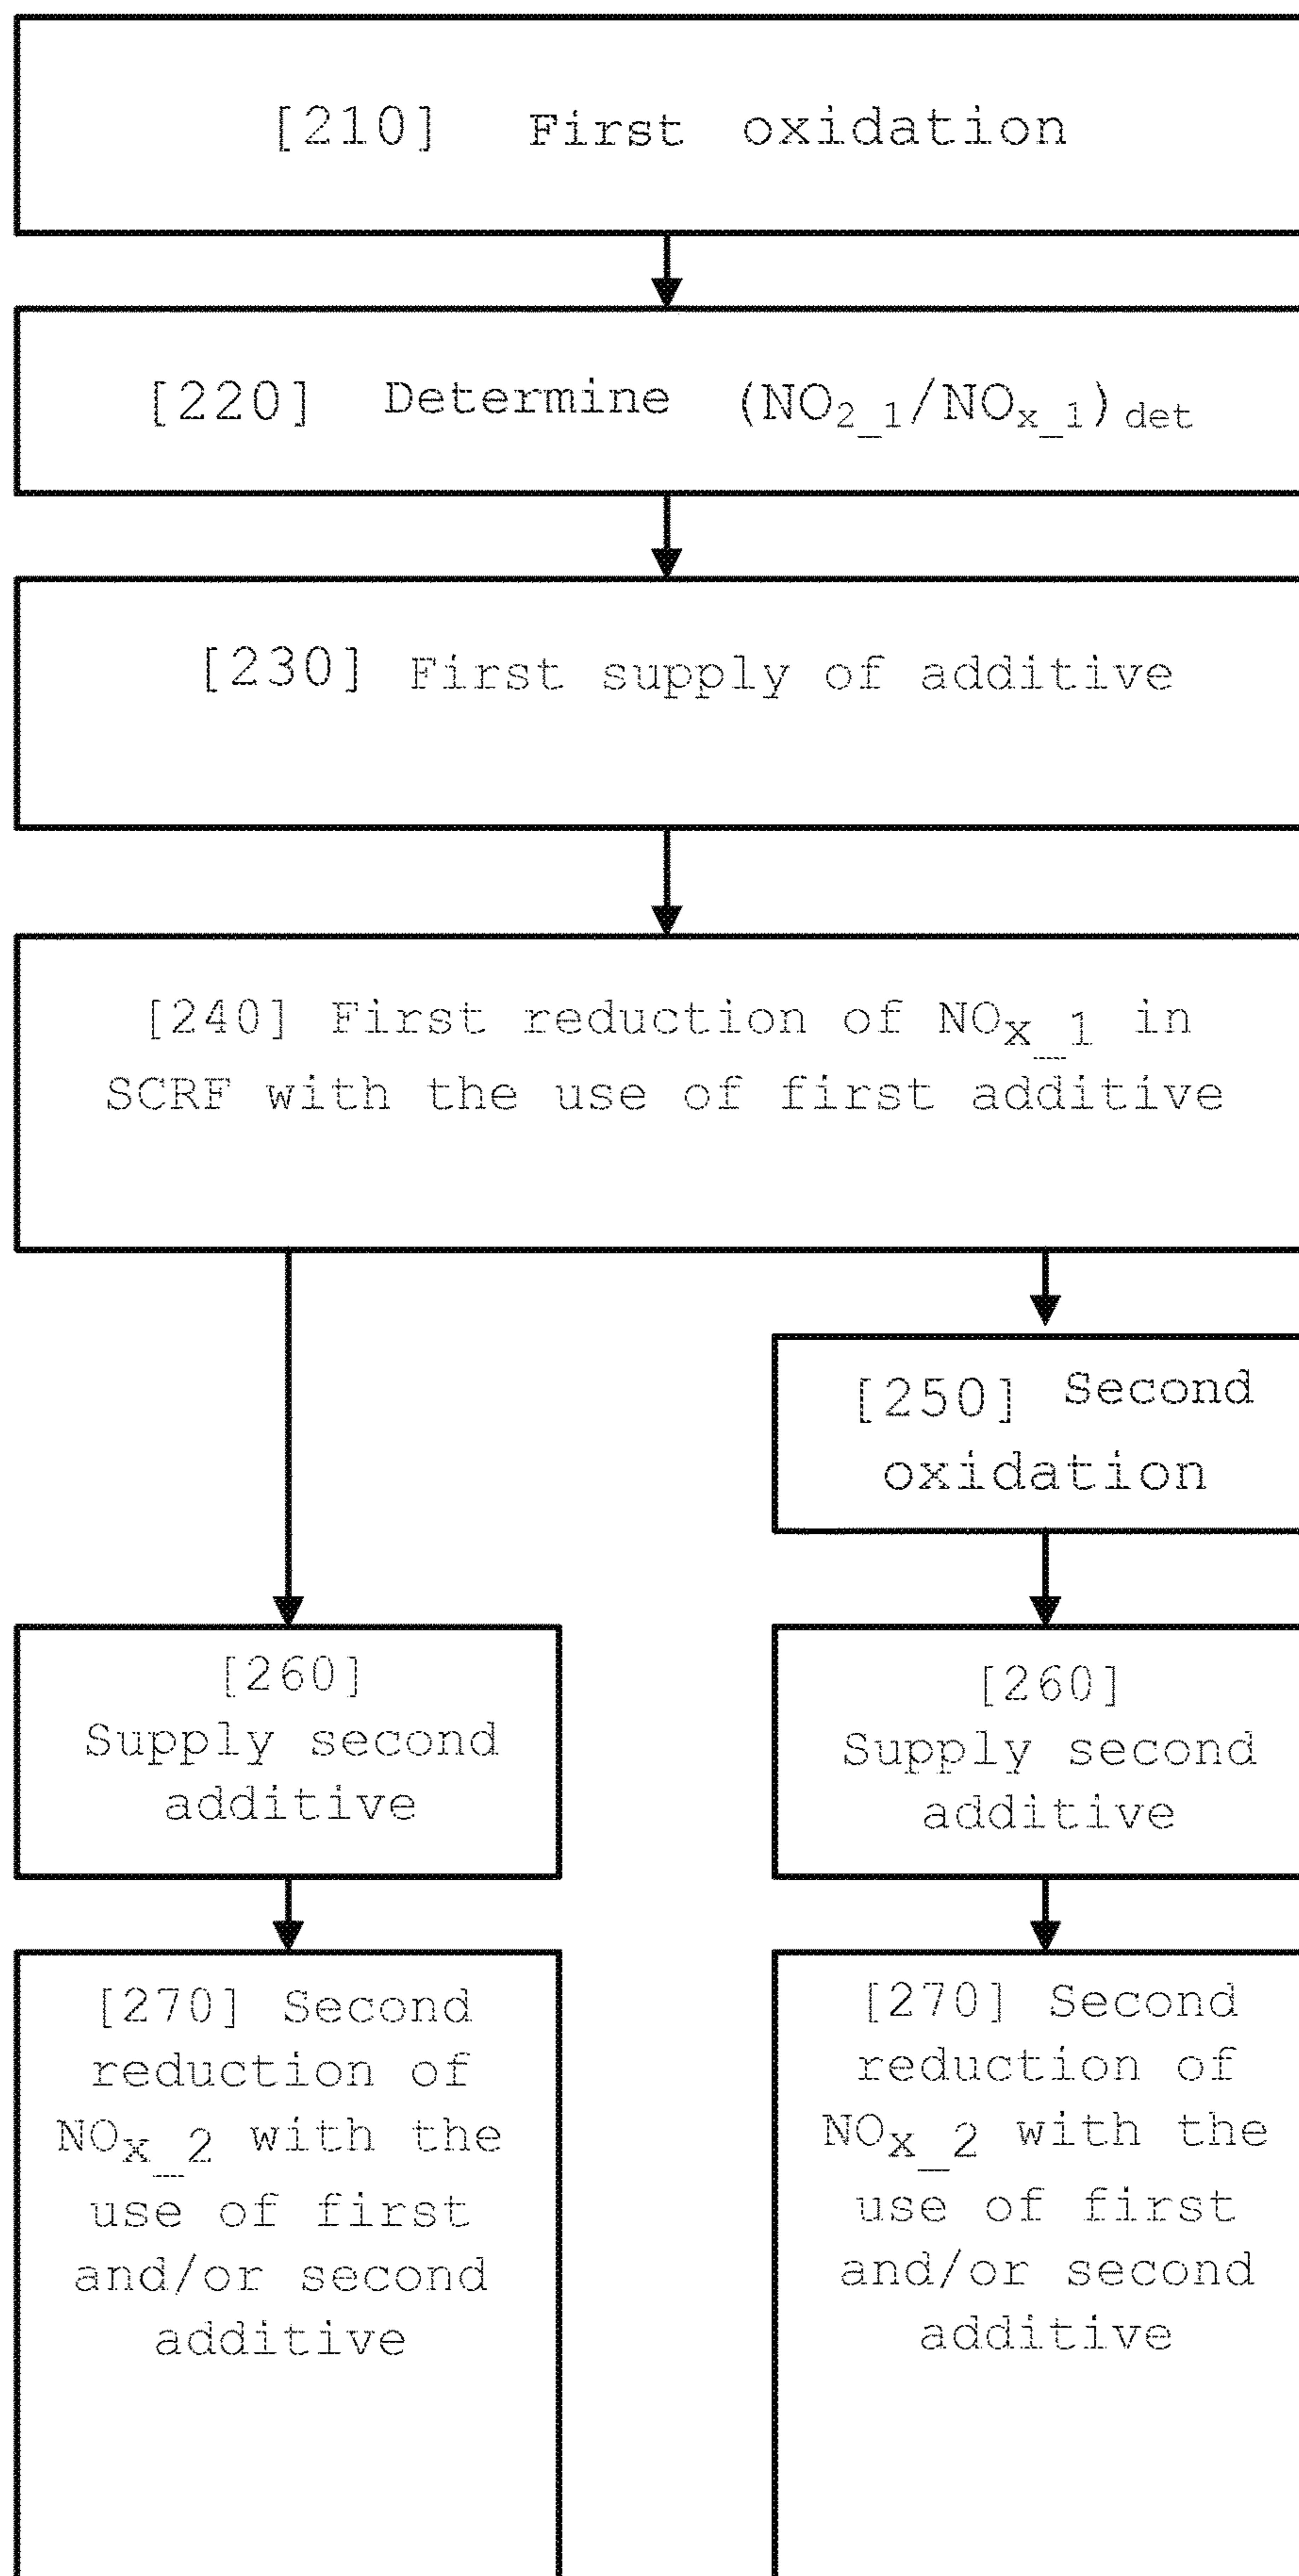 [210] First oxidation
[220] Determine (NO2_1/NOx_1)det
[230] First supply of additive
[240] First reduction of NOx_1 in
SCRF with the use of first additive
[250] Second
oxidation
[260]
Supply second
additive
[260]
Supply second
additive
[270] Second
reduction of
NOx_2 with the
use of first
and/or second
additive
[270] Second
reduction of
NOx_2 with the
use of first
and/or second
additive